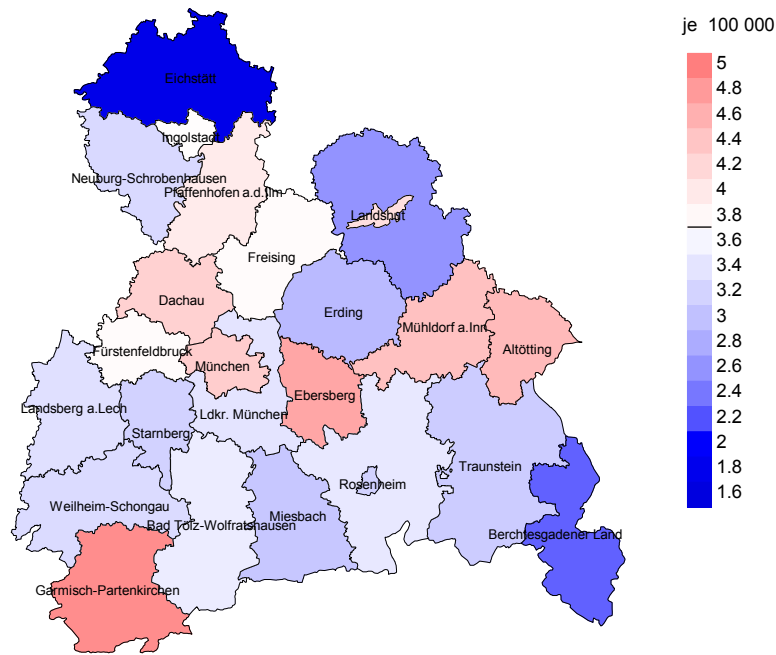 je 100 000
5
4.8
4.6
4.4
4.2
4
3.8
3.6
3.4
3.2
3
2.8
2.6
2.4
2.2
2
1.8
1.6
Eichstätt
Ingolstadt
Neuburg-Schrobenhausen
Pfaffenhofen a.d.Ilm
Landshut
Freising
Dachau
Erding
Mühldorf a.Inn
Altötting
Fürstenfeldbruck
München
Ebersberg
Landsberg a.Lech
Ldkr. München
Starnberg
Traunstein
Rosenheim
Weilheim-Schongau
Miesbach
Bad Tölz-Wolfratshausen
Berchtesgadener Land
Garmisch-Partenkirchen